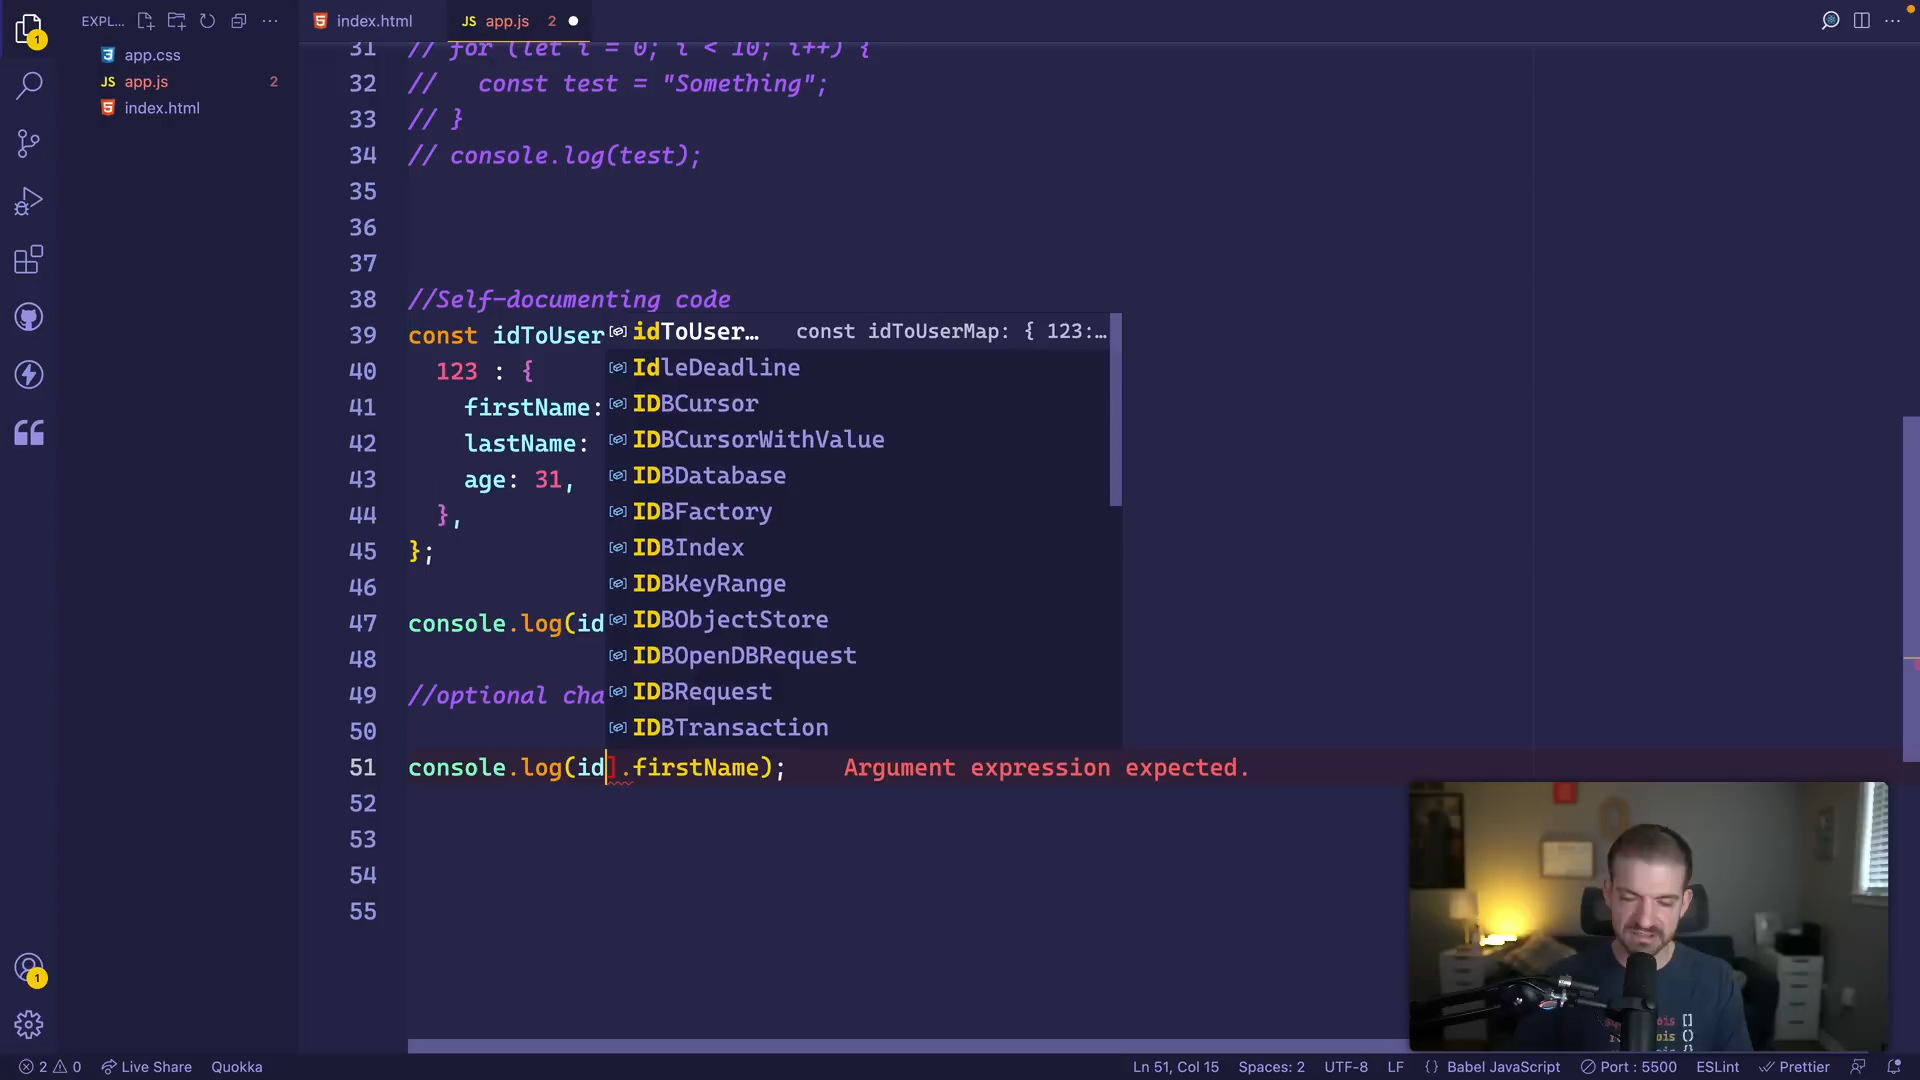 EXPL...
index.html
app.js 2
app.css
app.js 2
index.html
1
31 // for (let i = 0; i < 10; i++) {
32 //   const test = "Something";
33 // }
34 // console.log(test);
35
36
37
38 //Self-documenting code
39 const idToUser
40 123 : {
41 firstName:
42 lastName:
43 age: 31,
44 },
45 };
46
47 console.log(id
48
49 //optional cha
50
51 console.log(id].firstName); Argument expression expected.
52
53
54
55
idToUser… const idToUserMap: { 123:…
IdleDeadline
IDBCursor
IDBCursorWithValue
IDBDatabase
IDBFactory
IDBIndex
IDBKeyRange
IDBObjectStore
IDBOpenDBRequest
IDBRequest
IDBTransaction
1
2 0 Live Share Quokka
Ln 51, Col 15 Spaces: 2 UTF-8 LF {} Babel JavaScript Port : 5500 ESLint Prettier